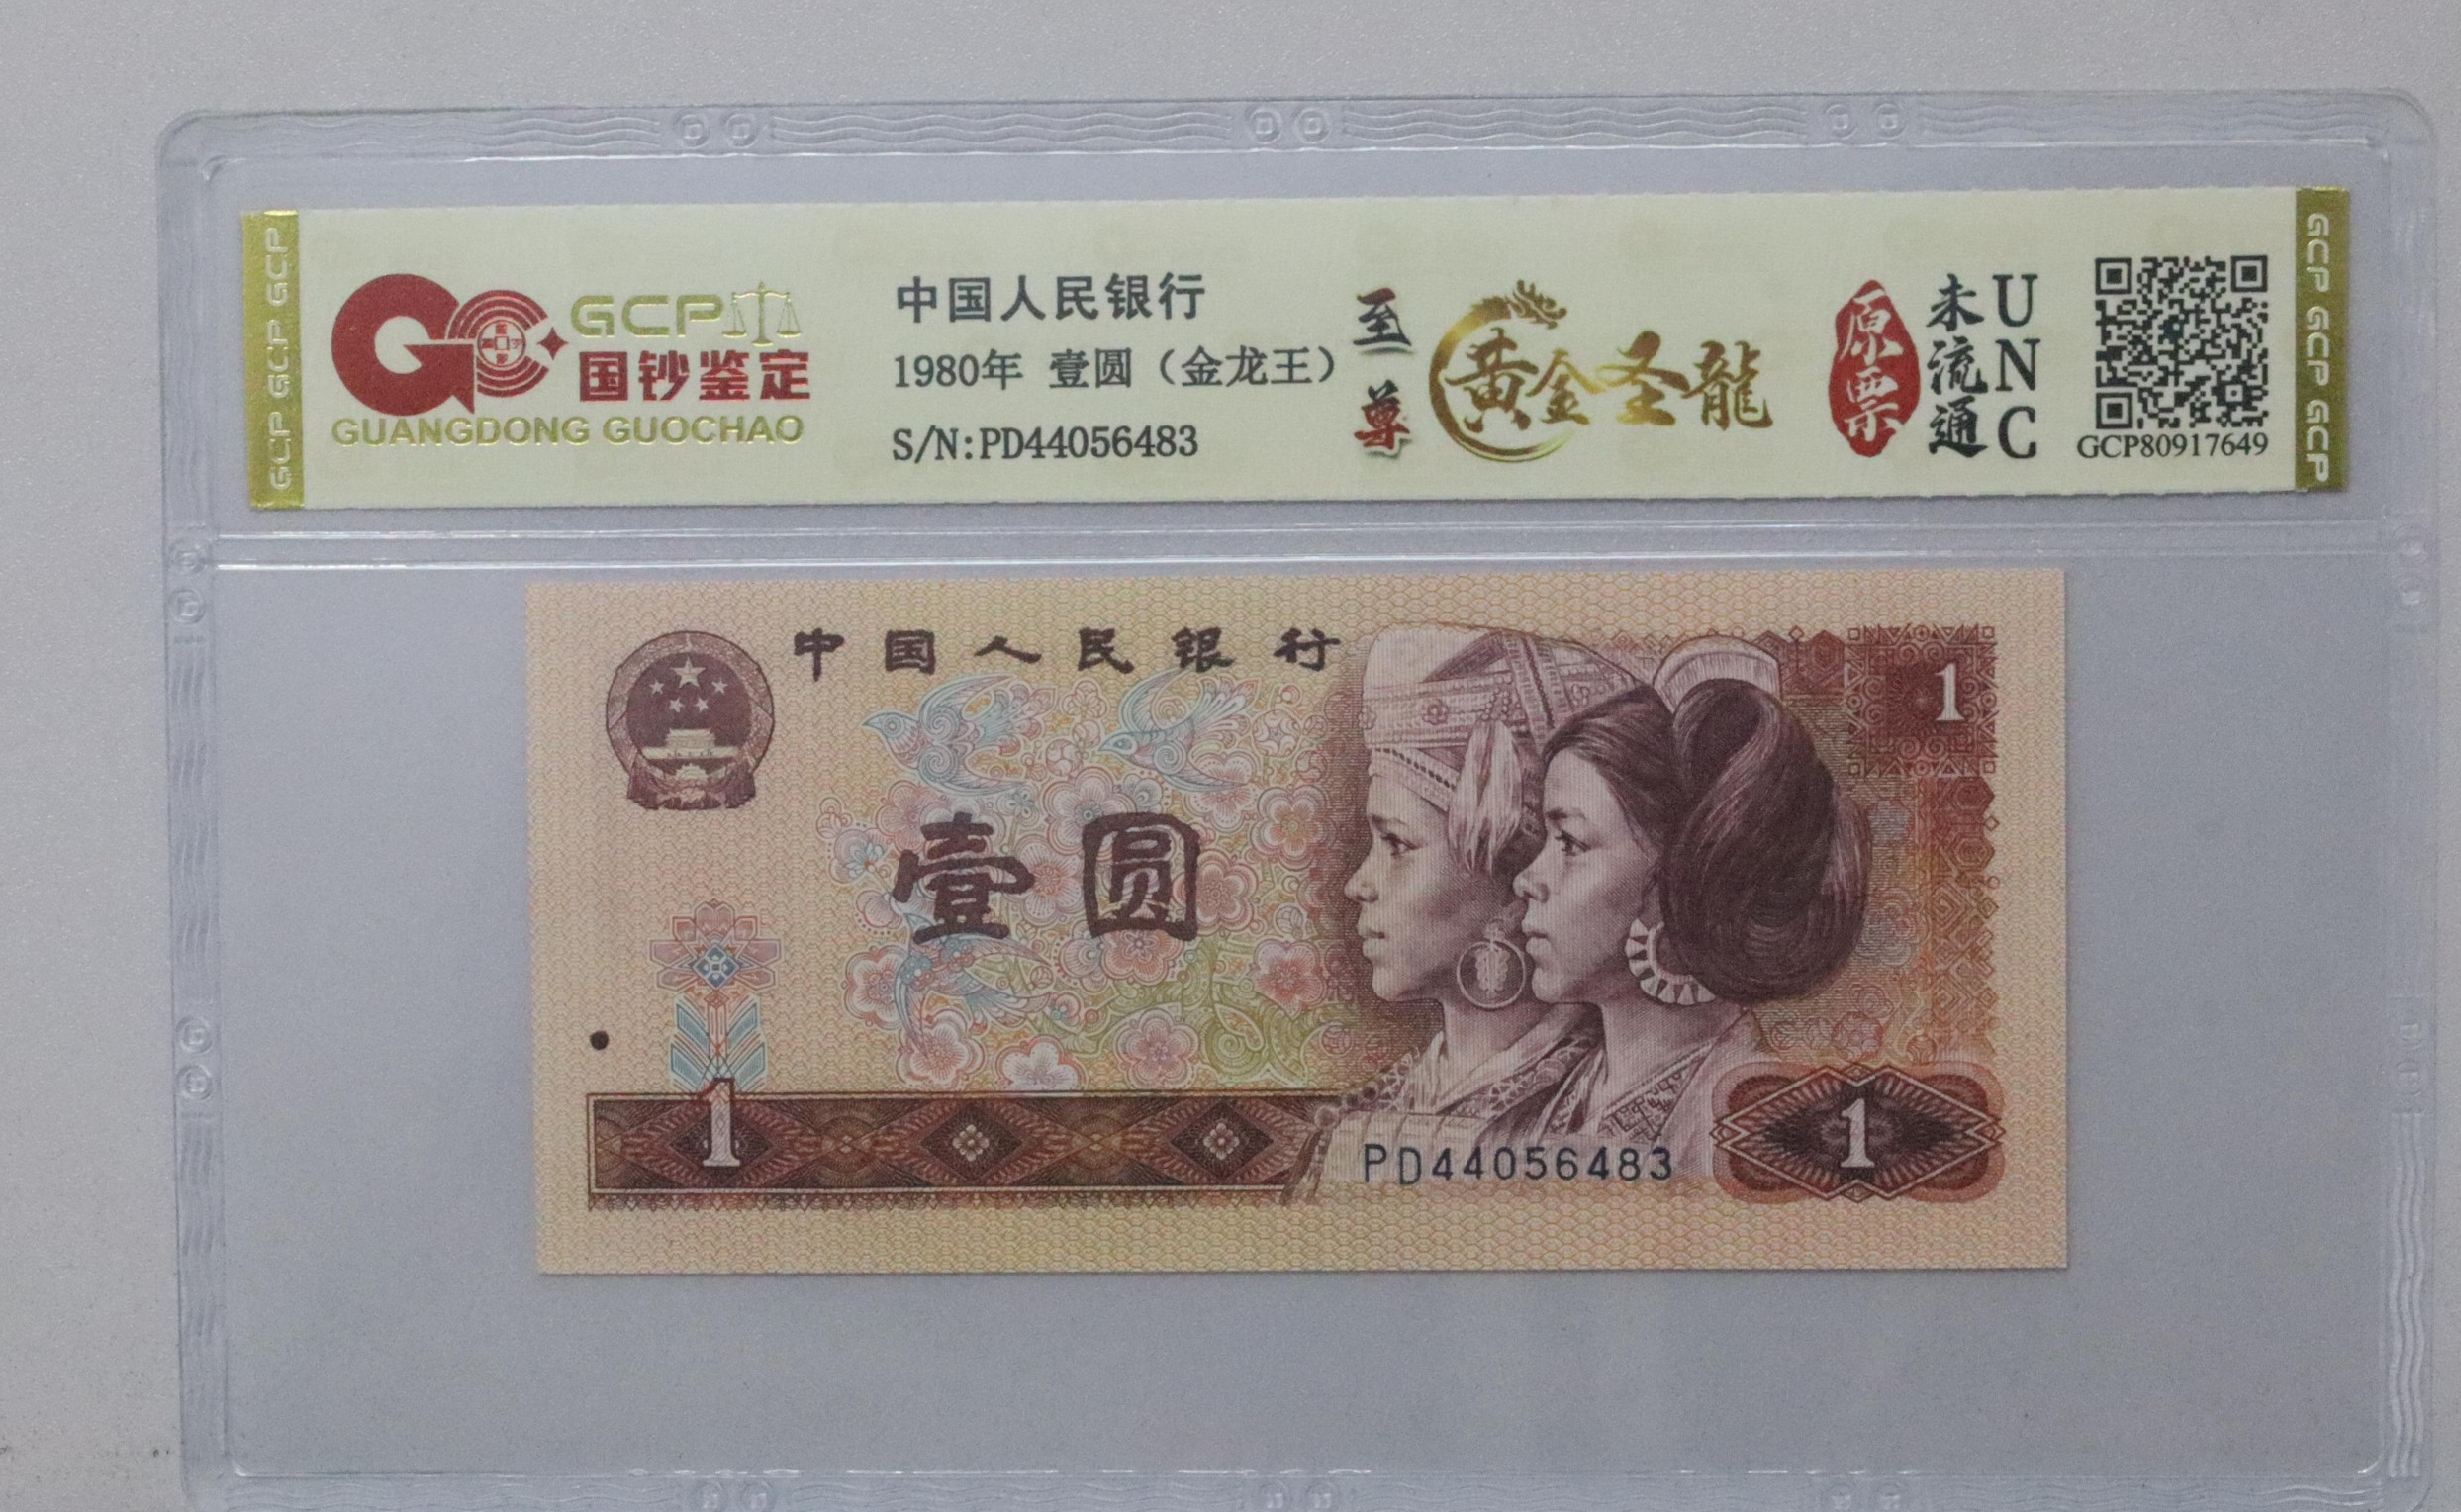 GCP GCP GCP
GCP
国钞鉴定
GUANGDONG GUOCHAO
中国人民银行
1980年 壹圆（金龙王）
S/N:PD44056483
至尊
黄金圣龍
原票
未流通
UNC
GCP80917649
GCP GCP GCP
中国人民银行
1
壹圆
1
PD44056483
1